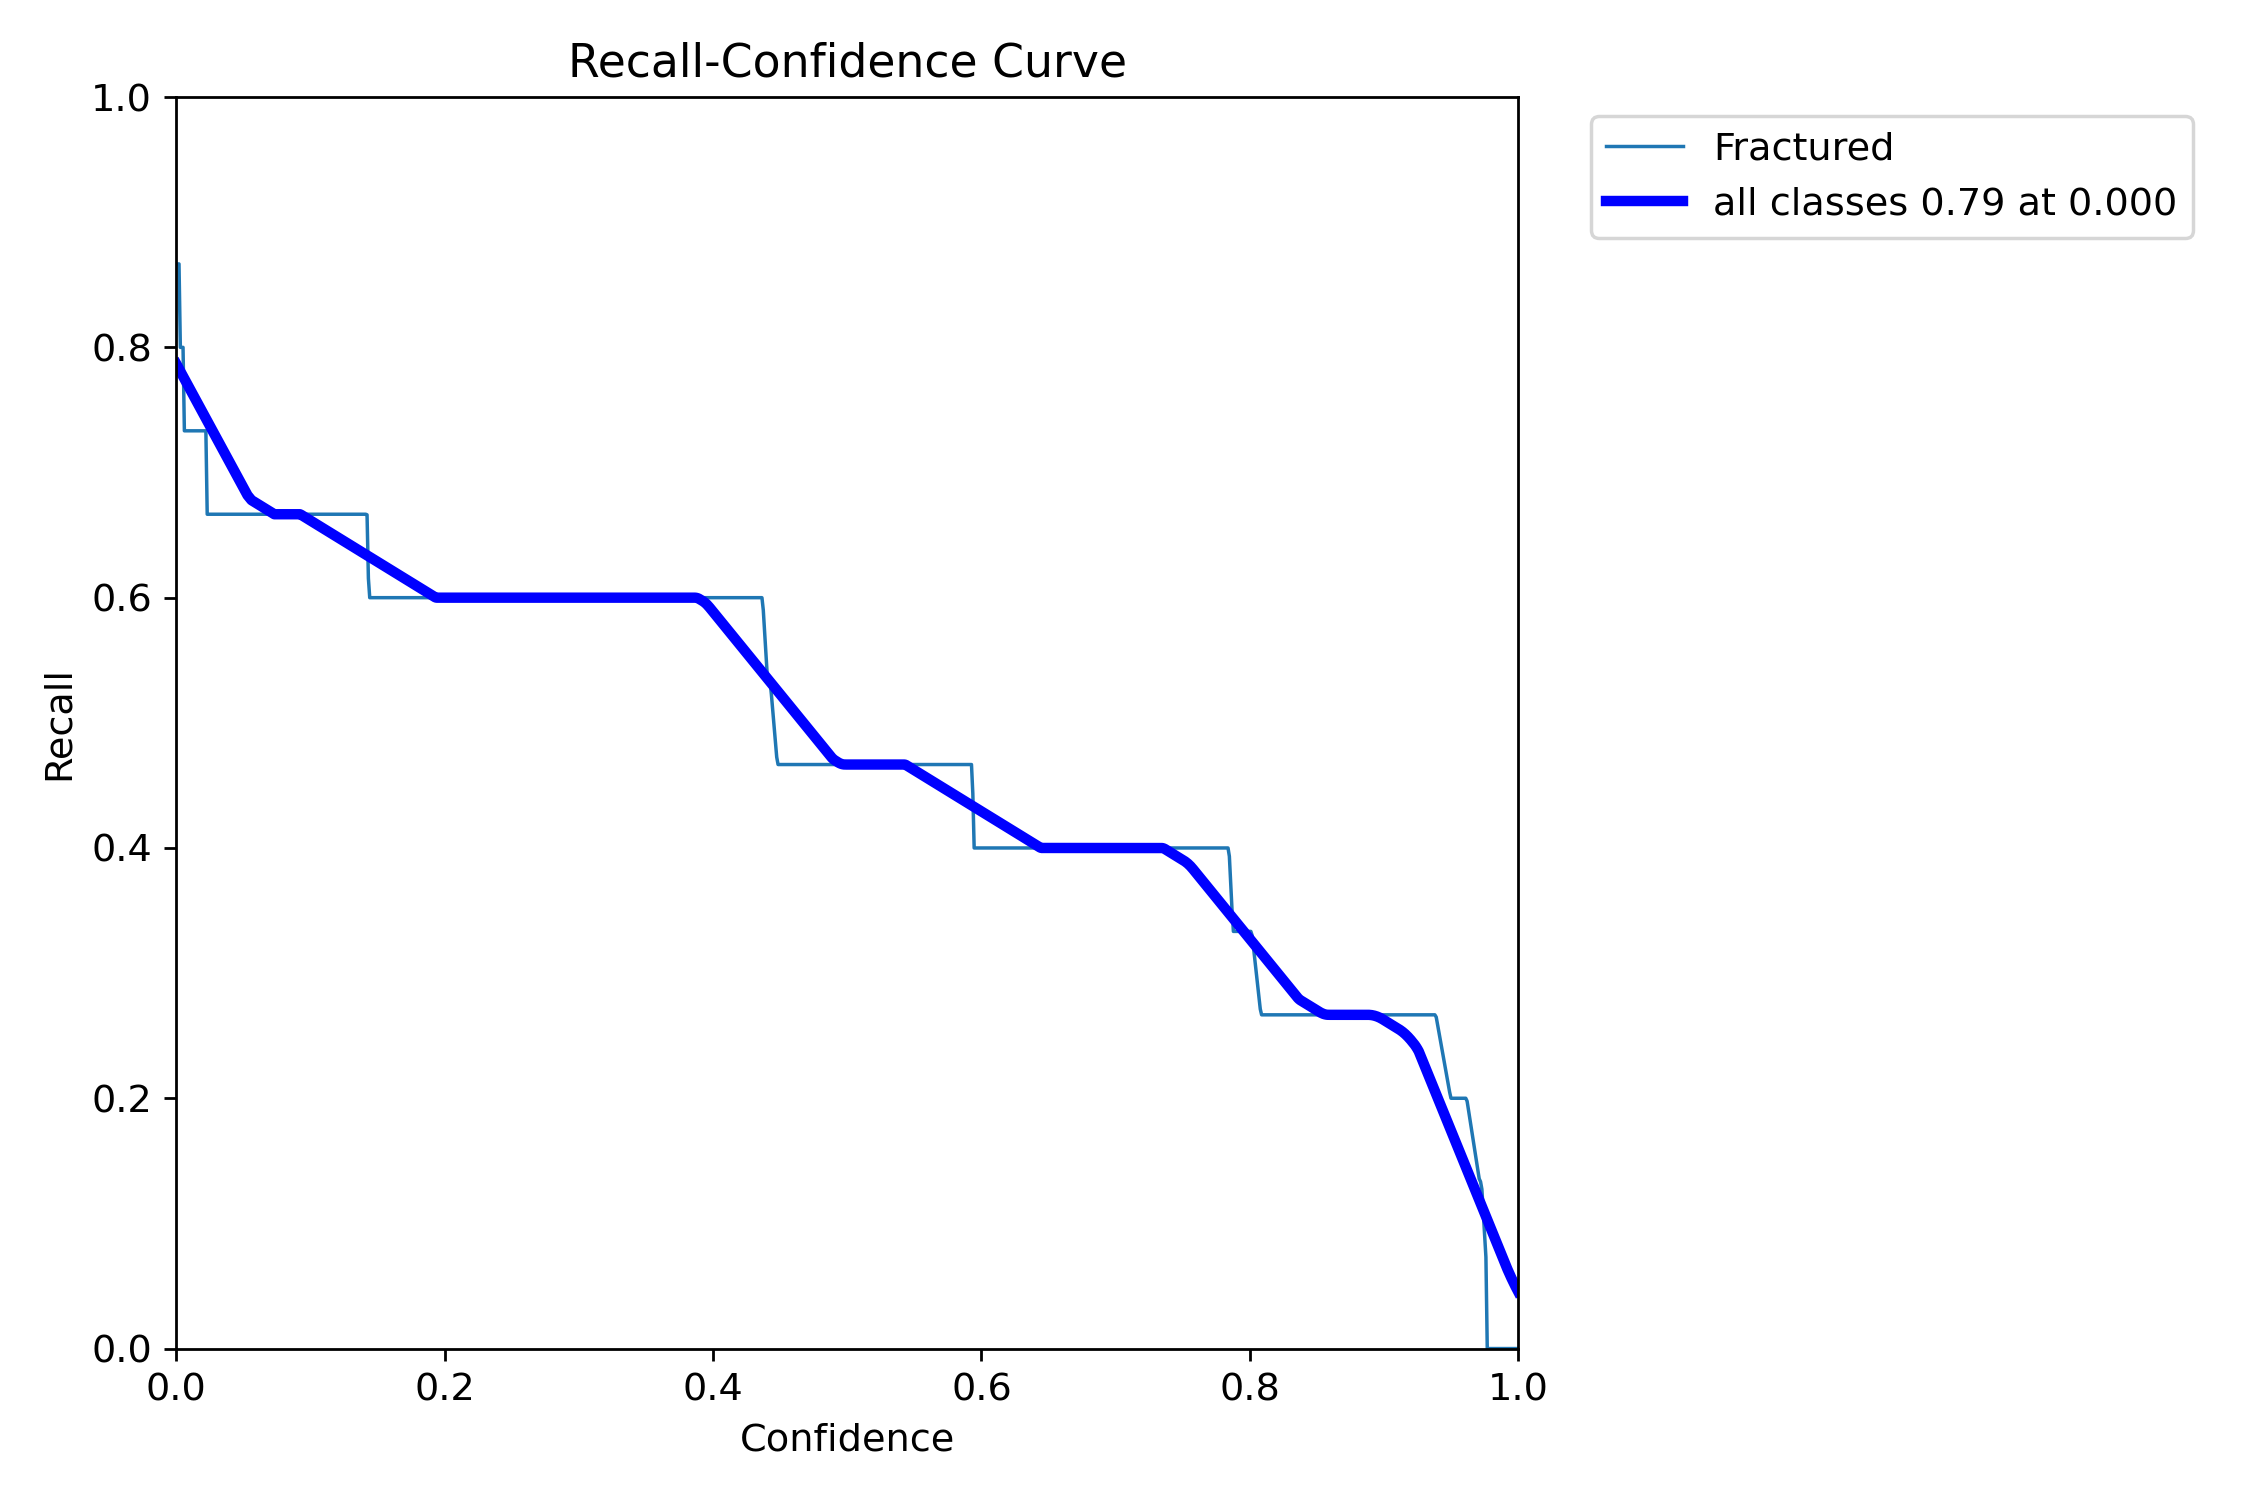 Recall-Confidence Curve
1.0
0.8
0.6
0.4
0.2
0.0
Recall
0.0 0.2 0.4 0.6 0.8 1.0
Confidence
Fractured
all classes 0.79 at 0.000